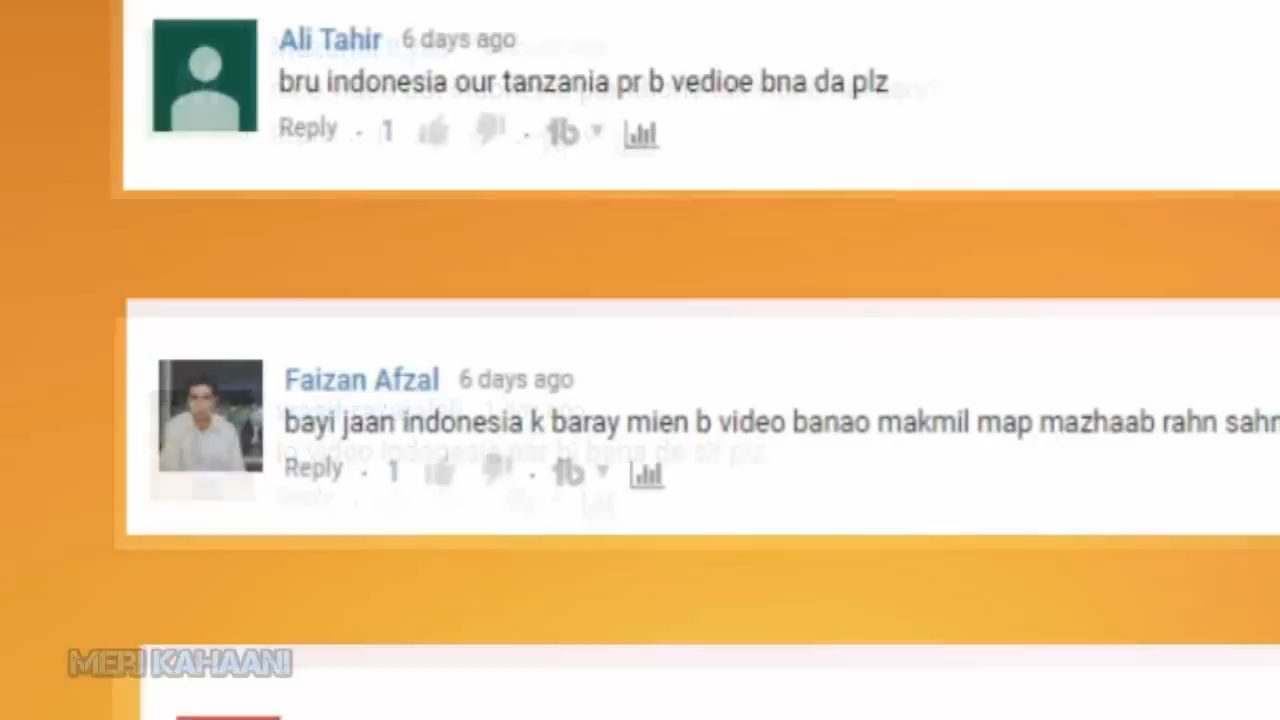 Ali Tahir 6 days ago
bru indonesia our tanzania pr b vedioe bna da plz
Reply . 1 .
Faizan Afzal 6 days ago
bayi jaan indonesia k baray mien b video banao makmil map mazhaab rahn sahn
Reply . 1 .
MERI KAHAANI